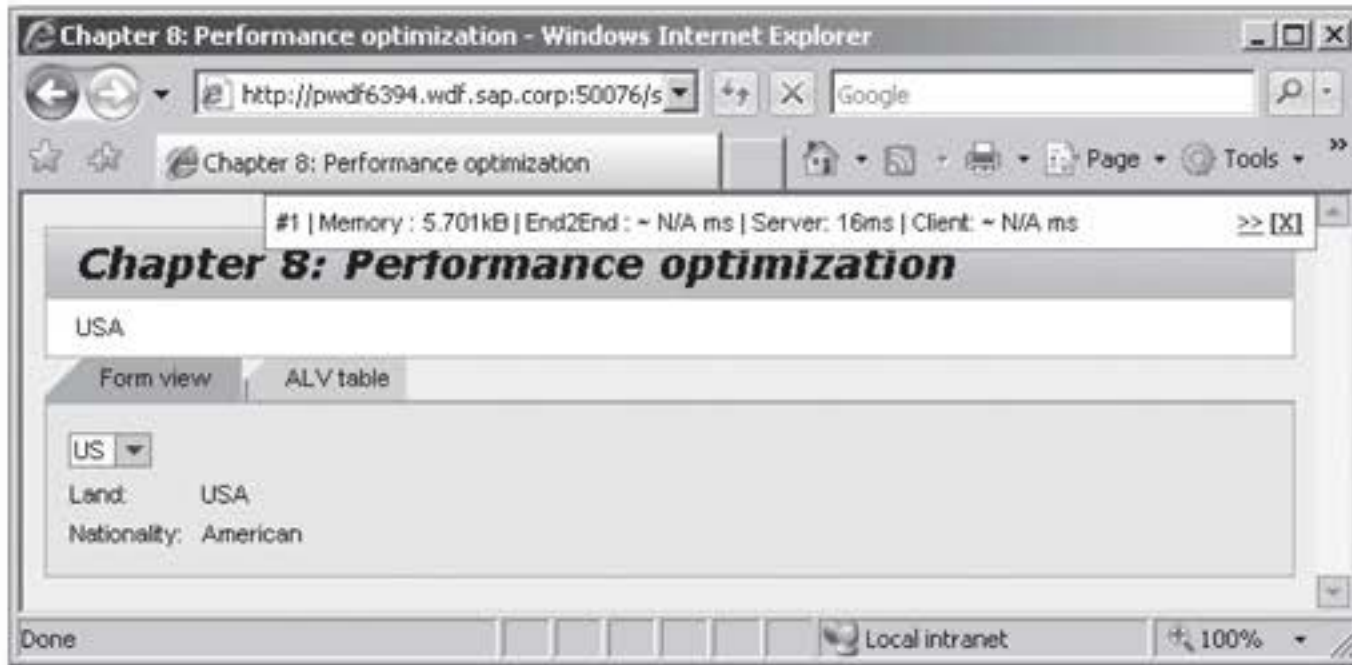 Chapter 8: Performance optimization - Windows Internet Explorer
http://pwdf6394.wdf.sap.corp:50076/s
Google
Chapter 8: Performance optimization
Page
Tools
»
#1 | Memory : 5.701kB | End2End : ~ N/A ms | Server: 16ms | Client: ~ N/A ms >> [X]
Chapter 8: Performance optimization
USA
Form view
ALV table
US
Land: USA
Nationality: American
Done
Local intranet
100%